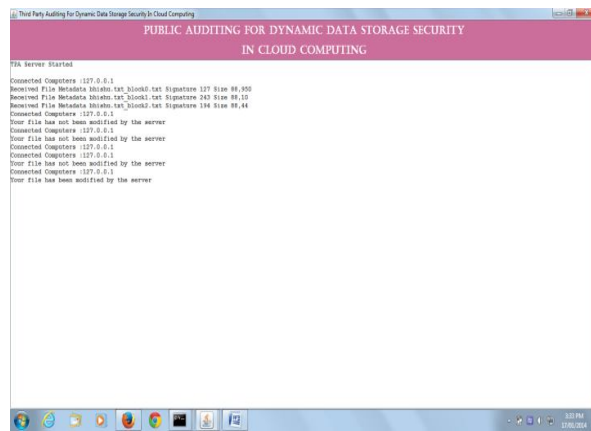 Third Party Auditing For Dynamic Data Storage Security In Cloud Computing
PUBLIC AUDITING FOR DYNAMIC DATA STORAGE SECURITY
IN CLOUD COMPUTING
TPA Server Started
Connected Computers :127.0.0.1
Received File Metadata bhishu.txt_block0.txt Signature 127 Size 98,950
Received File Metadata bhishu.txt_block1.txt Signature 243 Size 88,10
Received File Metadata bhishu.txt_block2.txt Signature 194 Size 88,44
Connected Computers :127.0.0.1
Your file has not been modified by the server
Connected Computers :127.0.0.1
Your file has not been modified by the server
Connected Computers :127.0.0.1
Connected Computers :127.0.0.1
Your file has not been modified by the server
Connected Computers :127.0.0.1
Your file has been modified by the server
PM